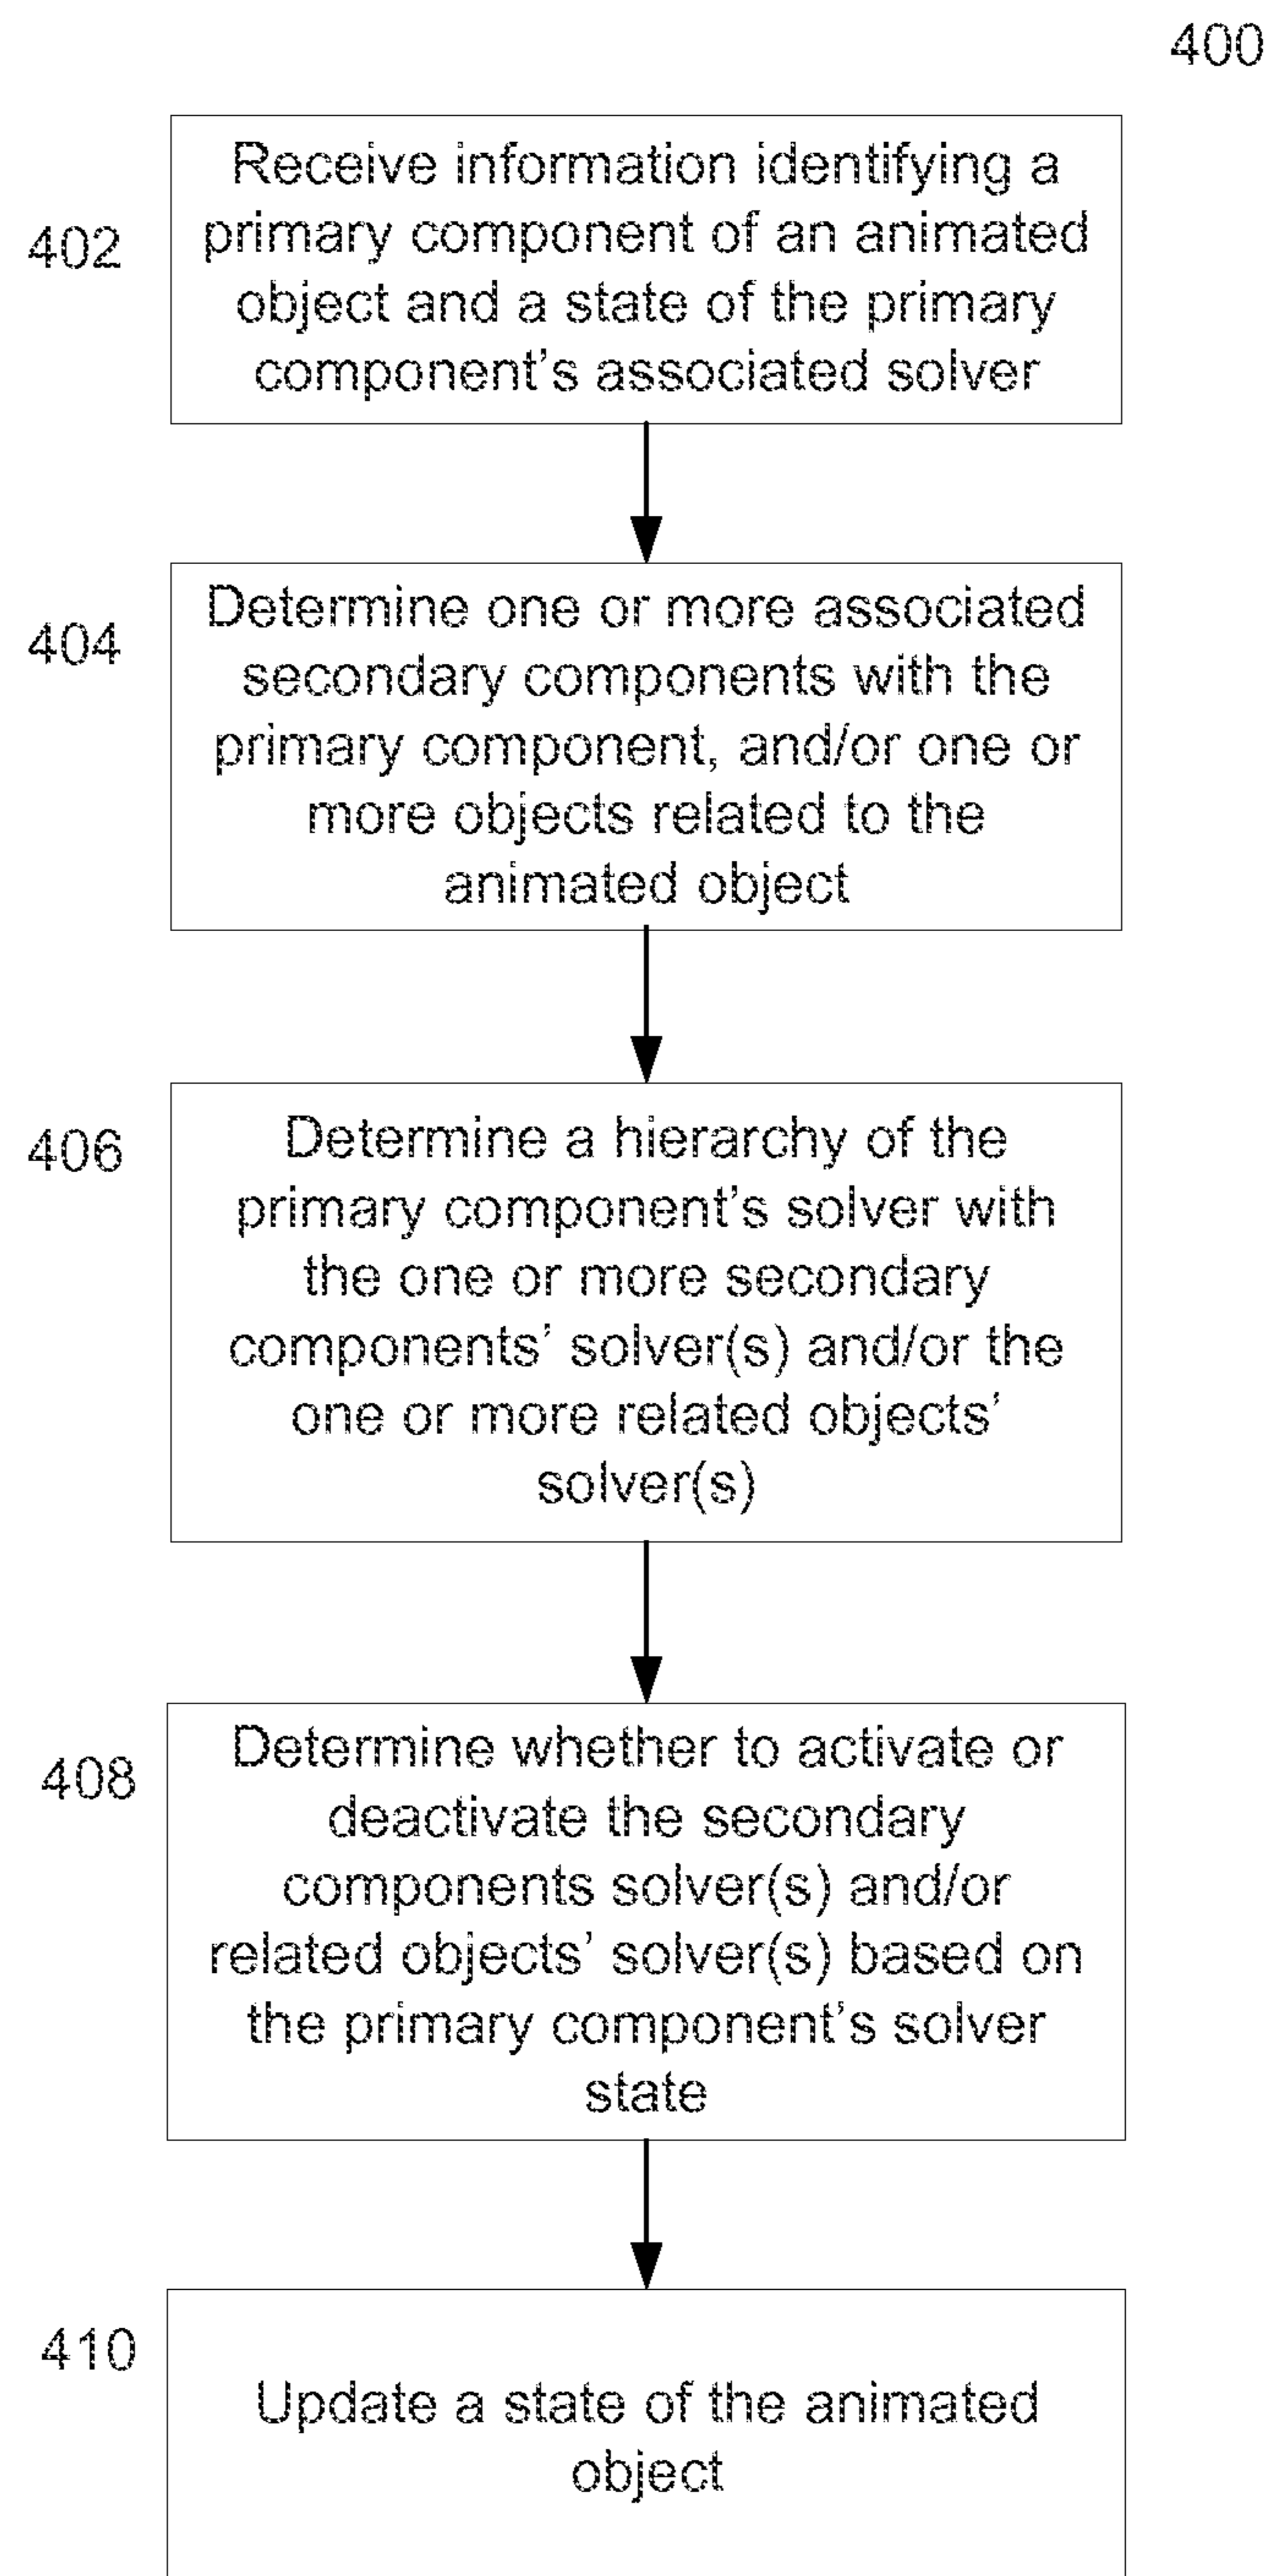 400
402
Receive information identifying a
primary component of an animated
object and a state of the primary
component's associated solver
404
Determine one or more associated
secondary components with the
primary component, and/or one or
more objects related to the
animated object
406
Determine a hierarchy of the
primary component's solver with
the one or more secondary
components' solver(s) and/or the
one or more related objects'
solver(s)
408
Determine whether to activate or
deactivate the secondary
components solver(s) and/or
related objects' solver(s) based on
the primary component's solver
state
410
Update a state of the animated
object